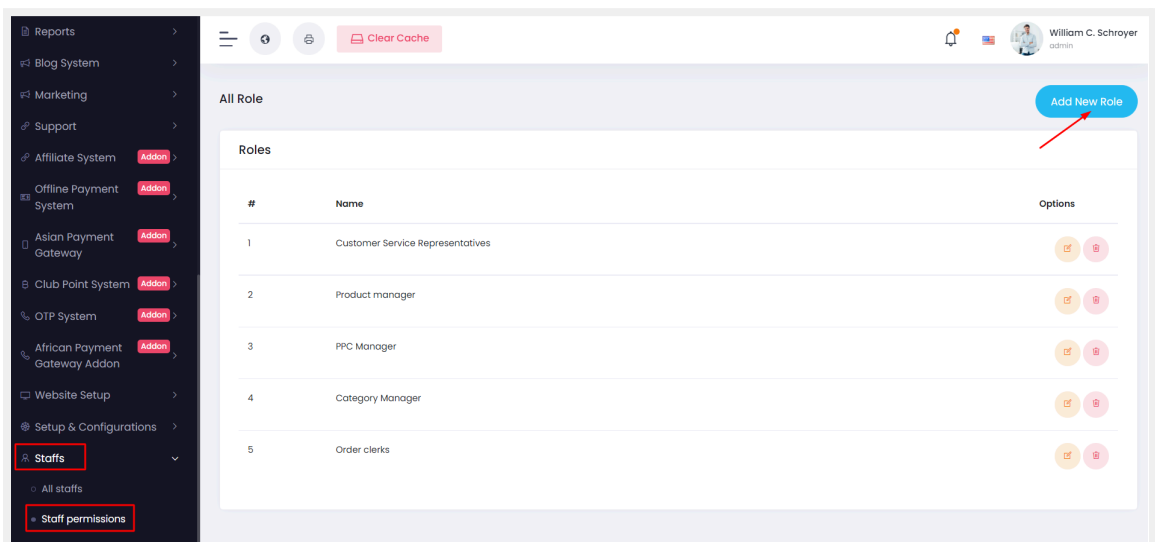 Reports
Blog System
Marketing
Support
Affiliate System Addon
Offline Payment Addon
System
Asian Payment Addon
Gateway
Club Point System Addon
OTP System Addon
African Payment Addon
Gateway Addon
Website Setup
Setup & Configurations
Staffs
All staffs
Staff permissions
Clear Cache
William C. Schroyer
admin
All Role
Add New Role
Roles
# Name Options
1 Customer Service Representatives
2 Product manager
3 PPC Manager
4 Category Manager
5 Order clerks